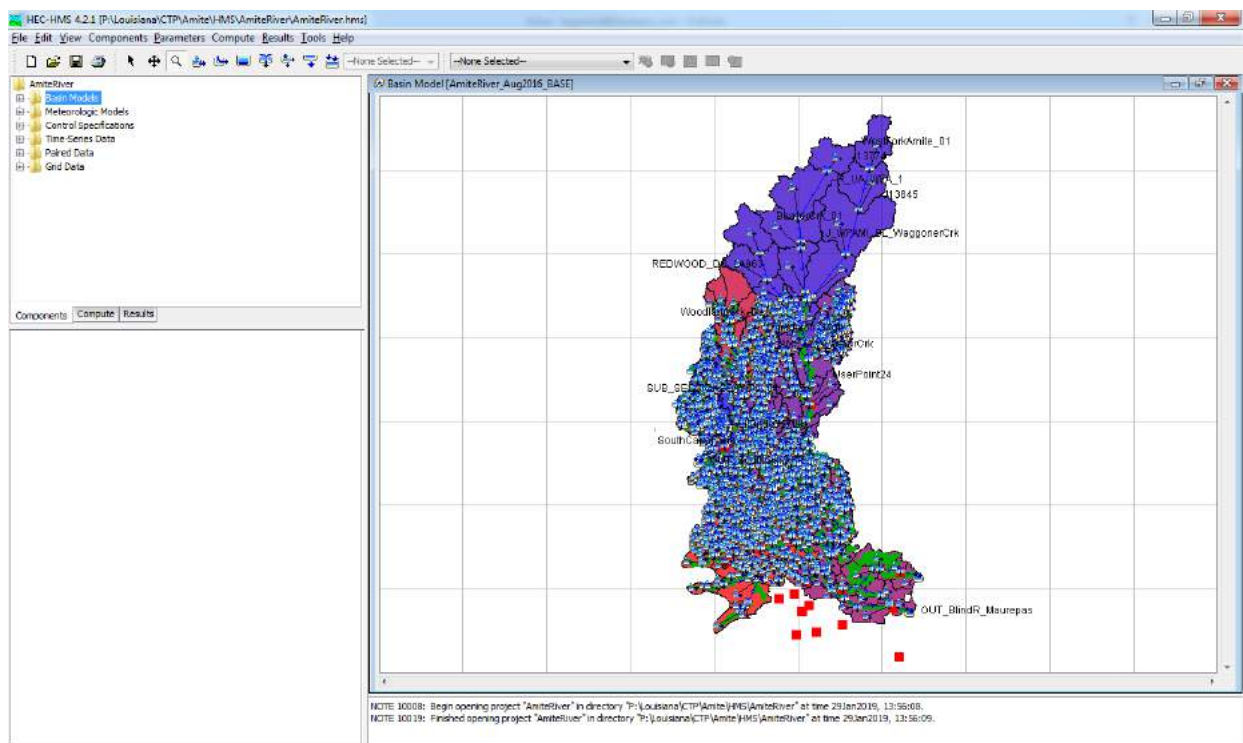 HEC-HMS 4.2.1 [P:\Louisiana\CTP\Amite\HMS\AmiteRiver\AmiteRiver.hms]
File Edit View Components Parameters Compute Results Tools Help
--None Selected-- --None Selected--
AmiteRiver
Basin Models
Meteorologic Models
Control Specifications
Time-Series Data
Paired Data
Grid Data
Components Compute Results
Basin Model [AmiteRiver_Aug2016_BASE]
WestForkAmite_01
J13845
WaggonerCrk
UserPoint24
OUT_BlindR_Maurepas
NOTE 10008: Begin opening project "AmiteRiver" in directory "P:\Louisiana\CTP\Amite\HMS\AmiteRiver" at time 29Jan2019, 13:56:08.
NOTE 10019: Finished opening project "AmiteRiver" in directory "P:\Louisiana\CTP\Amite\HMS\AmiteRiver" at time 29Jan2019, 13:56:09.